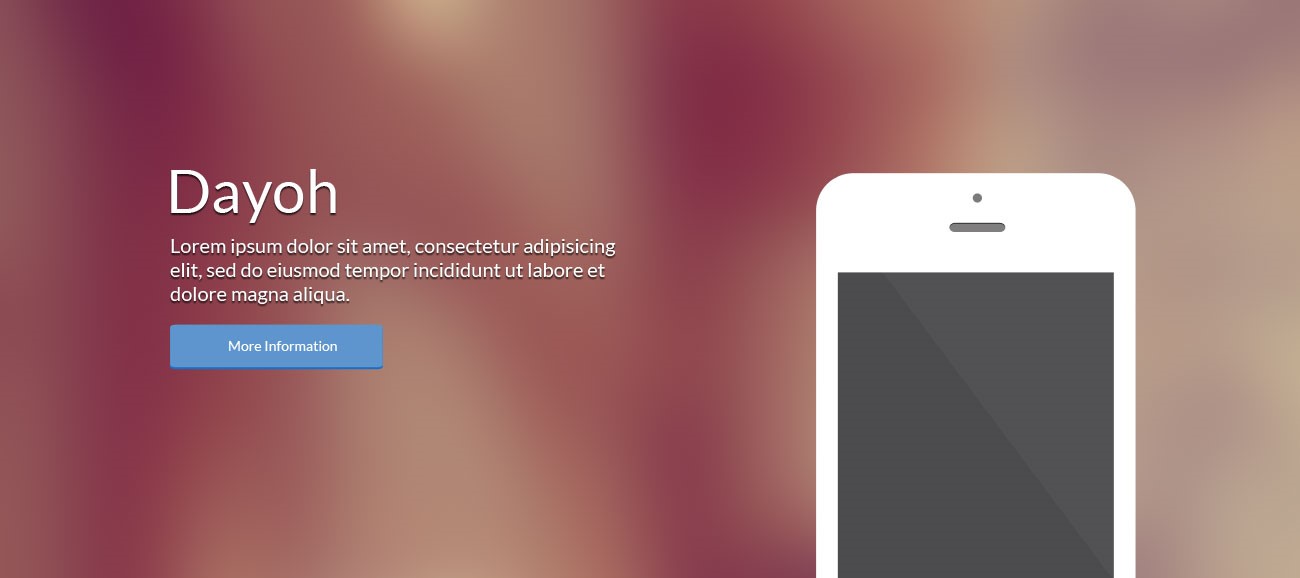 Dayoh
Lorem ipsum dolor sit amet, consectetur adipisicing
elit, sed do eiusmod tempor incididunt ut labore et
dolore magna aliqua.
More Information